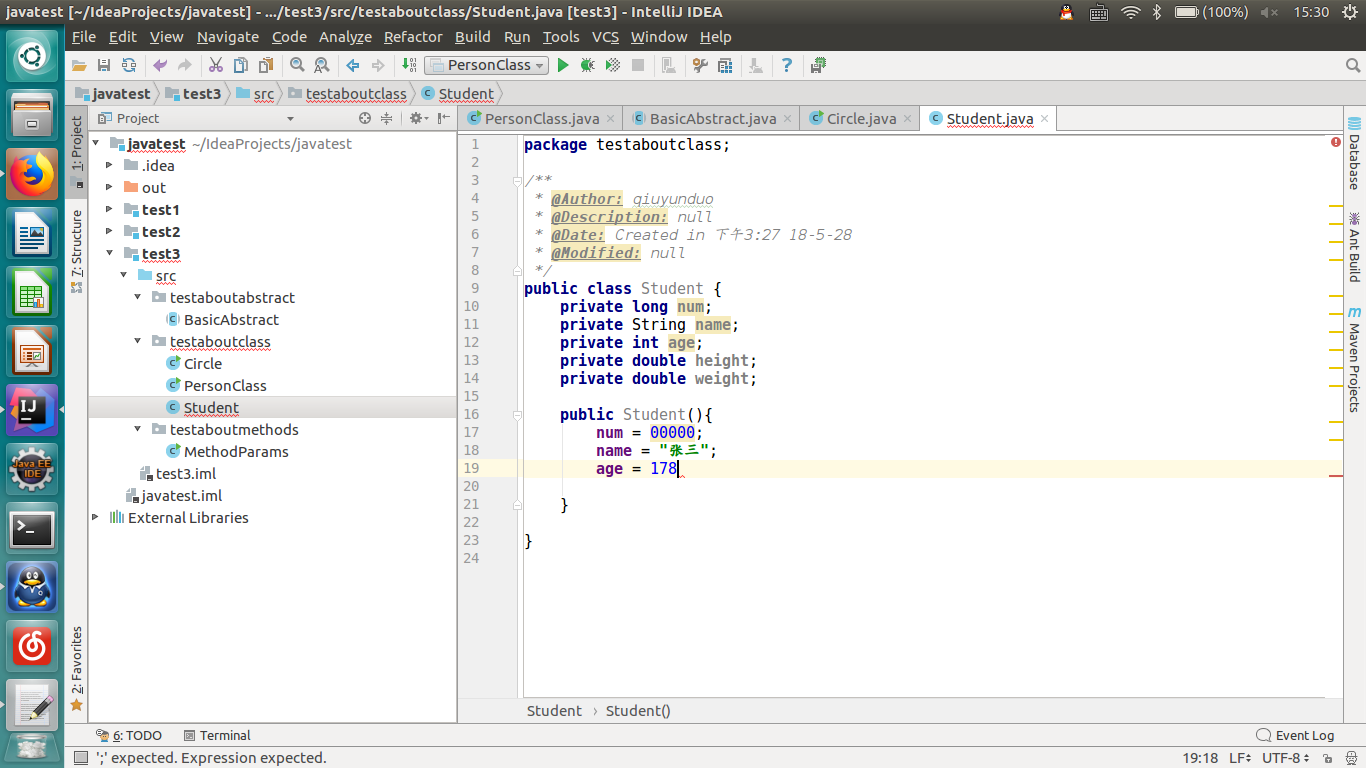 javatest [~/IdeaProjects/javatest] - .../test3/src/testaboutclass/Student.java [test3] - IntelliJ IDEA
(100%)
15:30
File Edit View Navigate Code Analyze Refactor Build Run Tools VCS Window Help
PersonClass
javatest test3 src testaboutclass Student
Project
PersonClass.java BasicAbstract.java Circle.java Student.java
1: Project
7: Structure
2: Favorites
javatest ~/IdeaProjects/javatest
.idea
out
test1
test2
test3
src
testaboutabstract
BasicAbstract
testaboutclass
Circle
PersonClass
Student
testaboutmethods
MethodParams
test3.iml
javatest.iml
External Libraries
1 package testaboutclass;
2
3 /**
4 * @Author: qiuyunduo
5 * @Description: null
6 * @Date: Created in 下午3:27 18-5-28
7 * @Modified: null
8 */
9 public class Student {
10 private long num;
11 private String name;
12 private int age;
13 private double height;
14 private double weight;
15
16 public Student(){
17 num = 00000;
18 name = "张三";
19 age = 178
20
21 }
22
23 }
24
Database
Ant Build
Maven Projects
IJ
Java EE
IDE
Student › Student()
6: TODO Terminal
Event Log
';' expected. Expression expected.
19:18 LF UTF-8